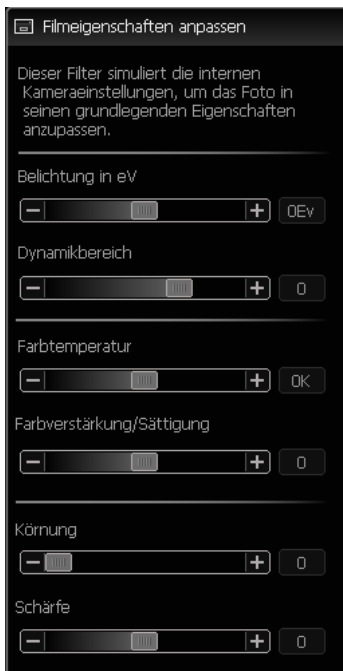 Filmeigenschaften anpassen
Dieser Filter simuliert die internen
Kameraeinstellungen, um das Foto in
seinen grundlegenden Eigenschaften
anzupassen.
Belichtung in eV
0Ev
Dynamikbereich
0
Farbtemperatur
0K
Farbverstärkung/Sättigung
0
Körnung
0
Schärfe
0